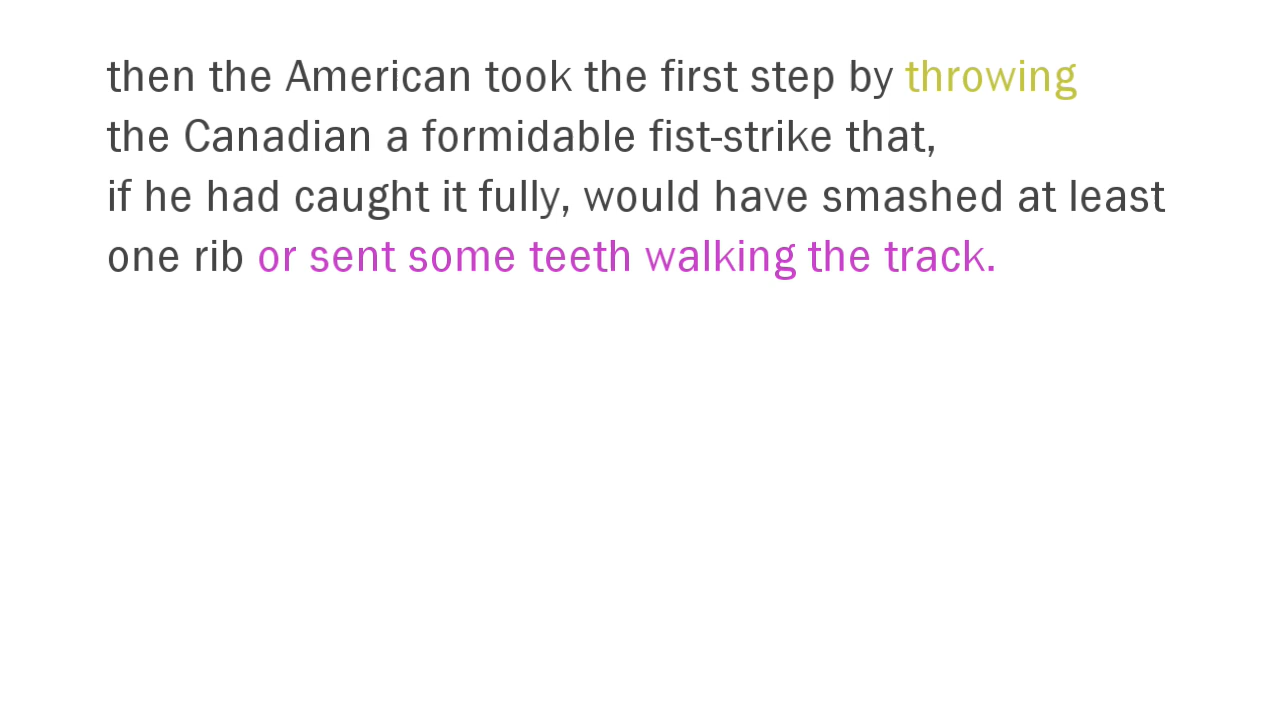 then the American took the first step by throwing
the Canadian a formidable fist-strike that,
if he had caught it fully, would have smashed at least
one rib or sent some teeth walking the track.